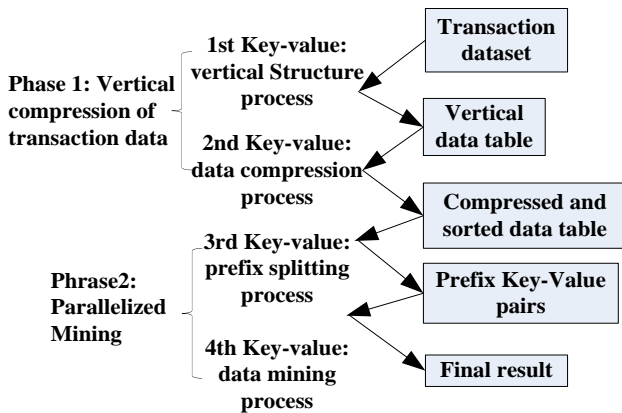 Phase 1: Vertical
compression of
transaction data
1st Key-value:
vertical Structure
process
2nd Key-value:
data compression
process
Transaction
dataset
Vertical
data table
Compressed and
sorted data table
Phrase2:
Parallelized
Mining
3rd Key-value:
prefix splitting
process
4th Key-value:
data mining
process
Prefix Key-Value
pairs
Final result